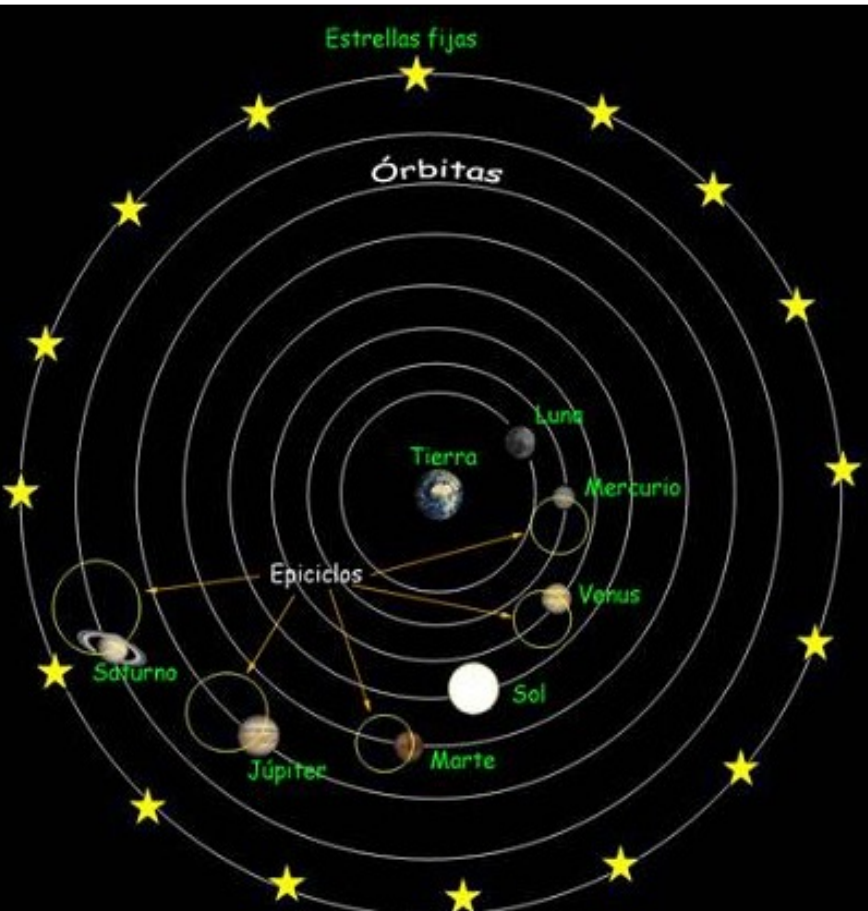 Estrellas fijas
Órbitas
Luna
Tierra
Mercurio
Epiciclos
Venus
Saturno
Sol
Marte
Júpiter